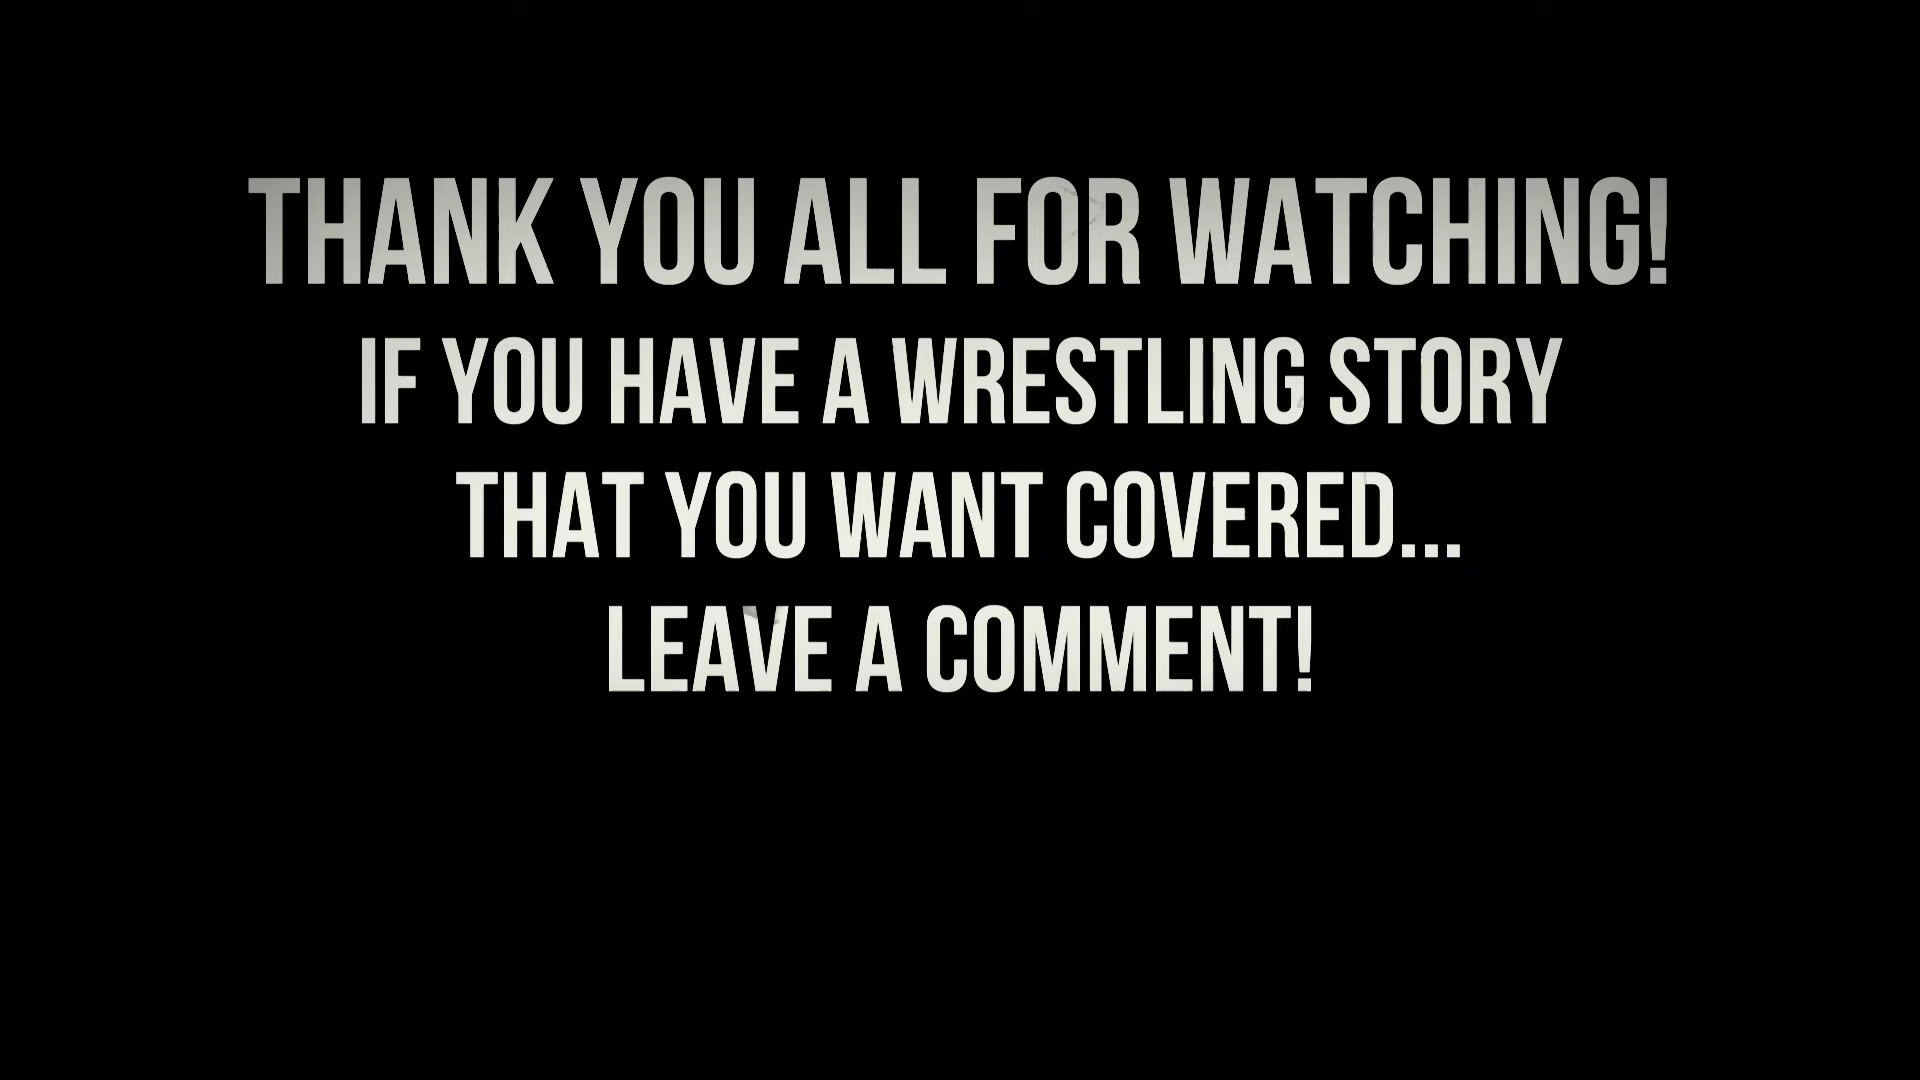 THANK YOU ALL FOR WATCHING!
IF YOU HAVE A WRESTLING STORY
THAT YOU WANT COVERED...
LEAVE A COMMENT!